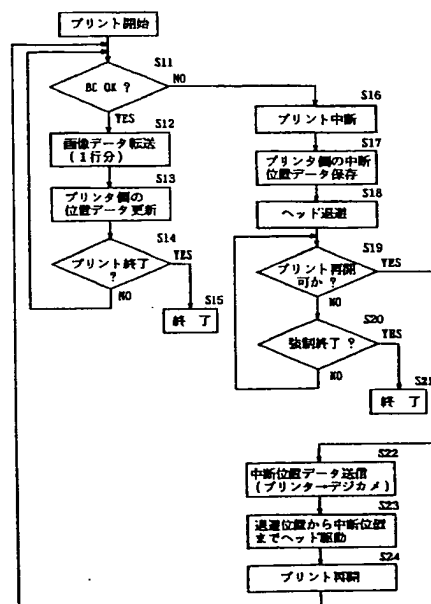 プリント開始
S11
BC OK ?
NO
YES
S12
画像データ転送
(1行分)
S13
プリンタ側の
位置データ更新
S14
プリント終了
?
YES
NO
S15
終 了
S16
プリント中断
S17
プリンタ側の中断
位置データ保存
S18
ヘッド退避
S19
プリント再開
可か ?
YES
NO
S20
強制終了 ?
YES
NO
S21
終 了
S22
中断位置データ送信
(プリンタ→デジカメ)
S23
退避位置から中断位置
までヘッド駆動
S24
プリント再開